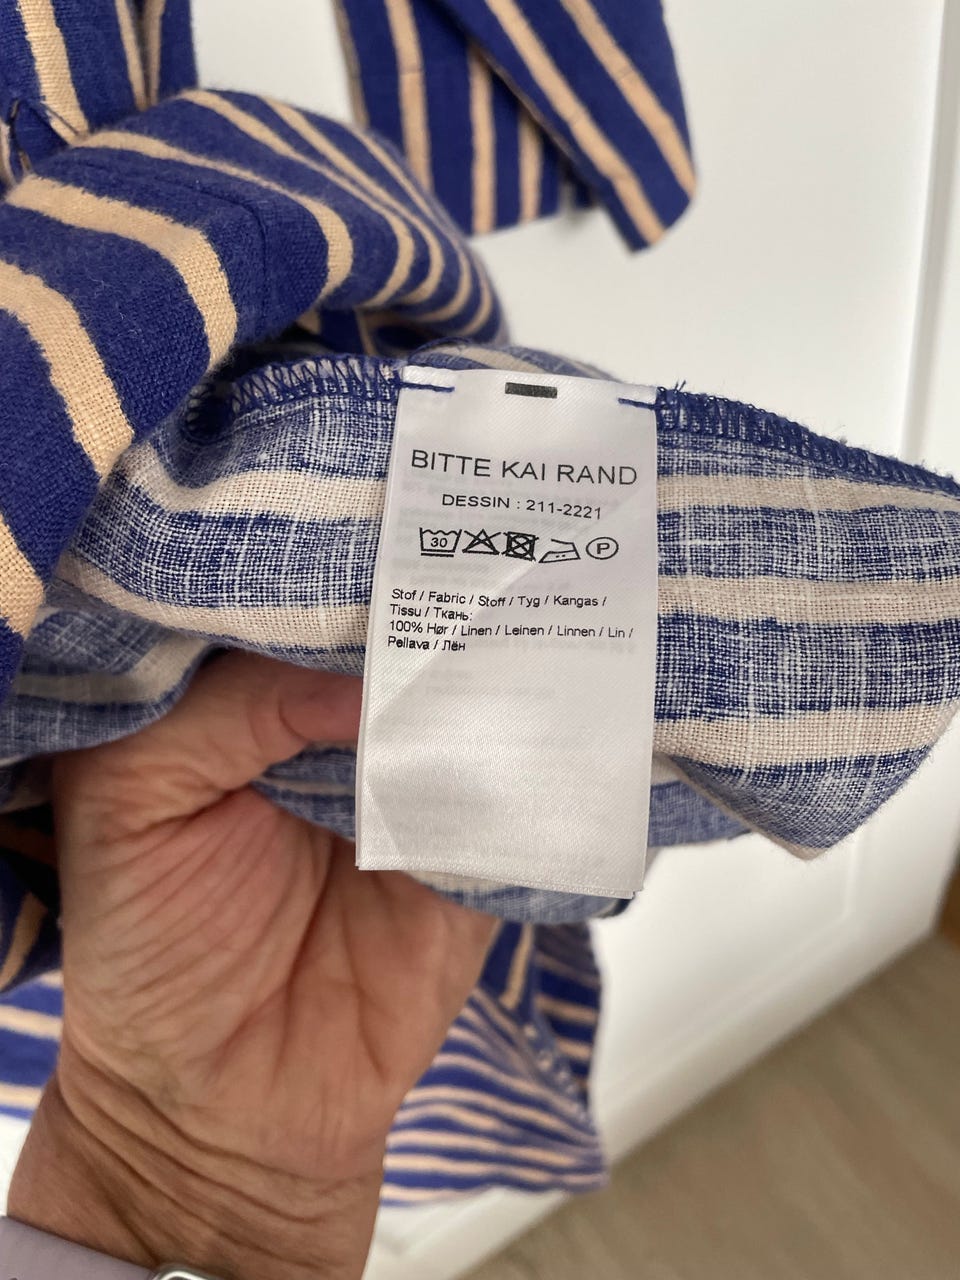 BITTE KAI RAND
DESSIN : 211-2221
30 P
Stof / Fabric / Stoff / Tyg / Kangas /
Tissu / Ткань:
100% Hør / Linen / Leinen / Linnen / Lin /
Pellava / Лён